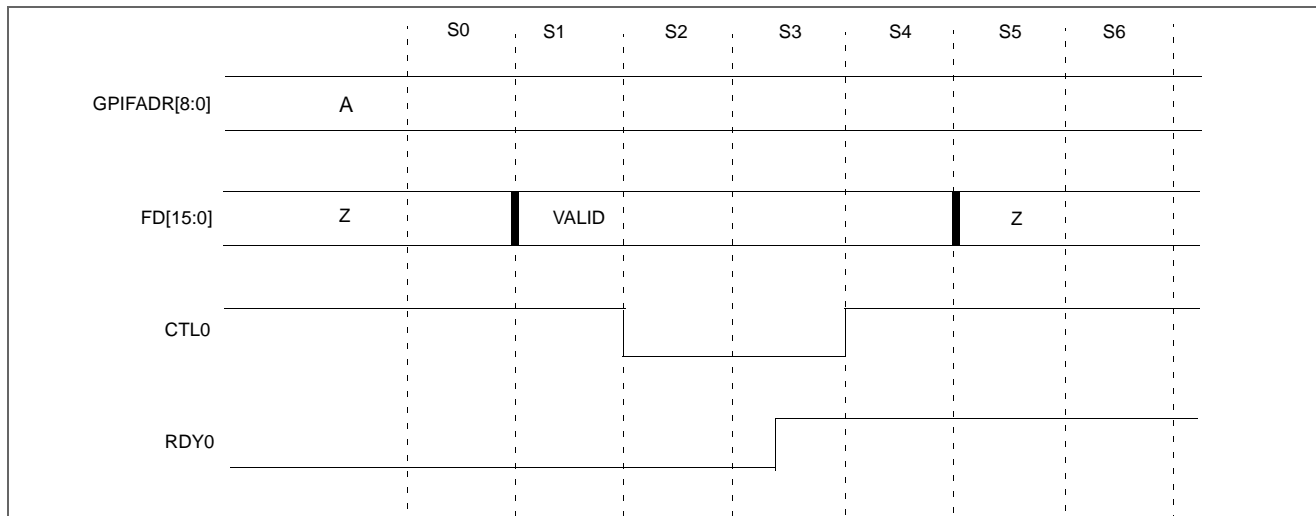 S0 S1 S2 S3 S4 S5 S6
GPIFADR[8:0] A
FD[15:0] Z VALID Z
CTL0
RDY0